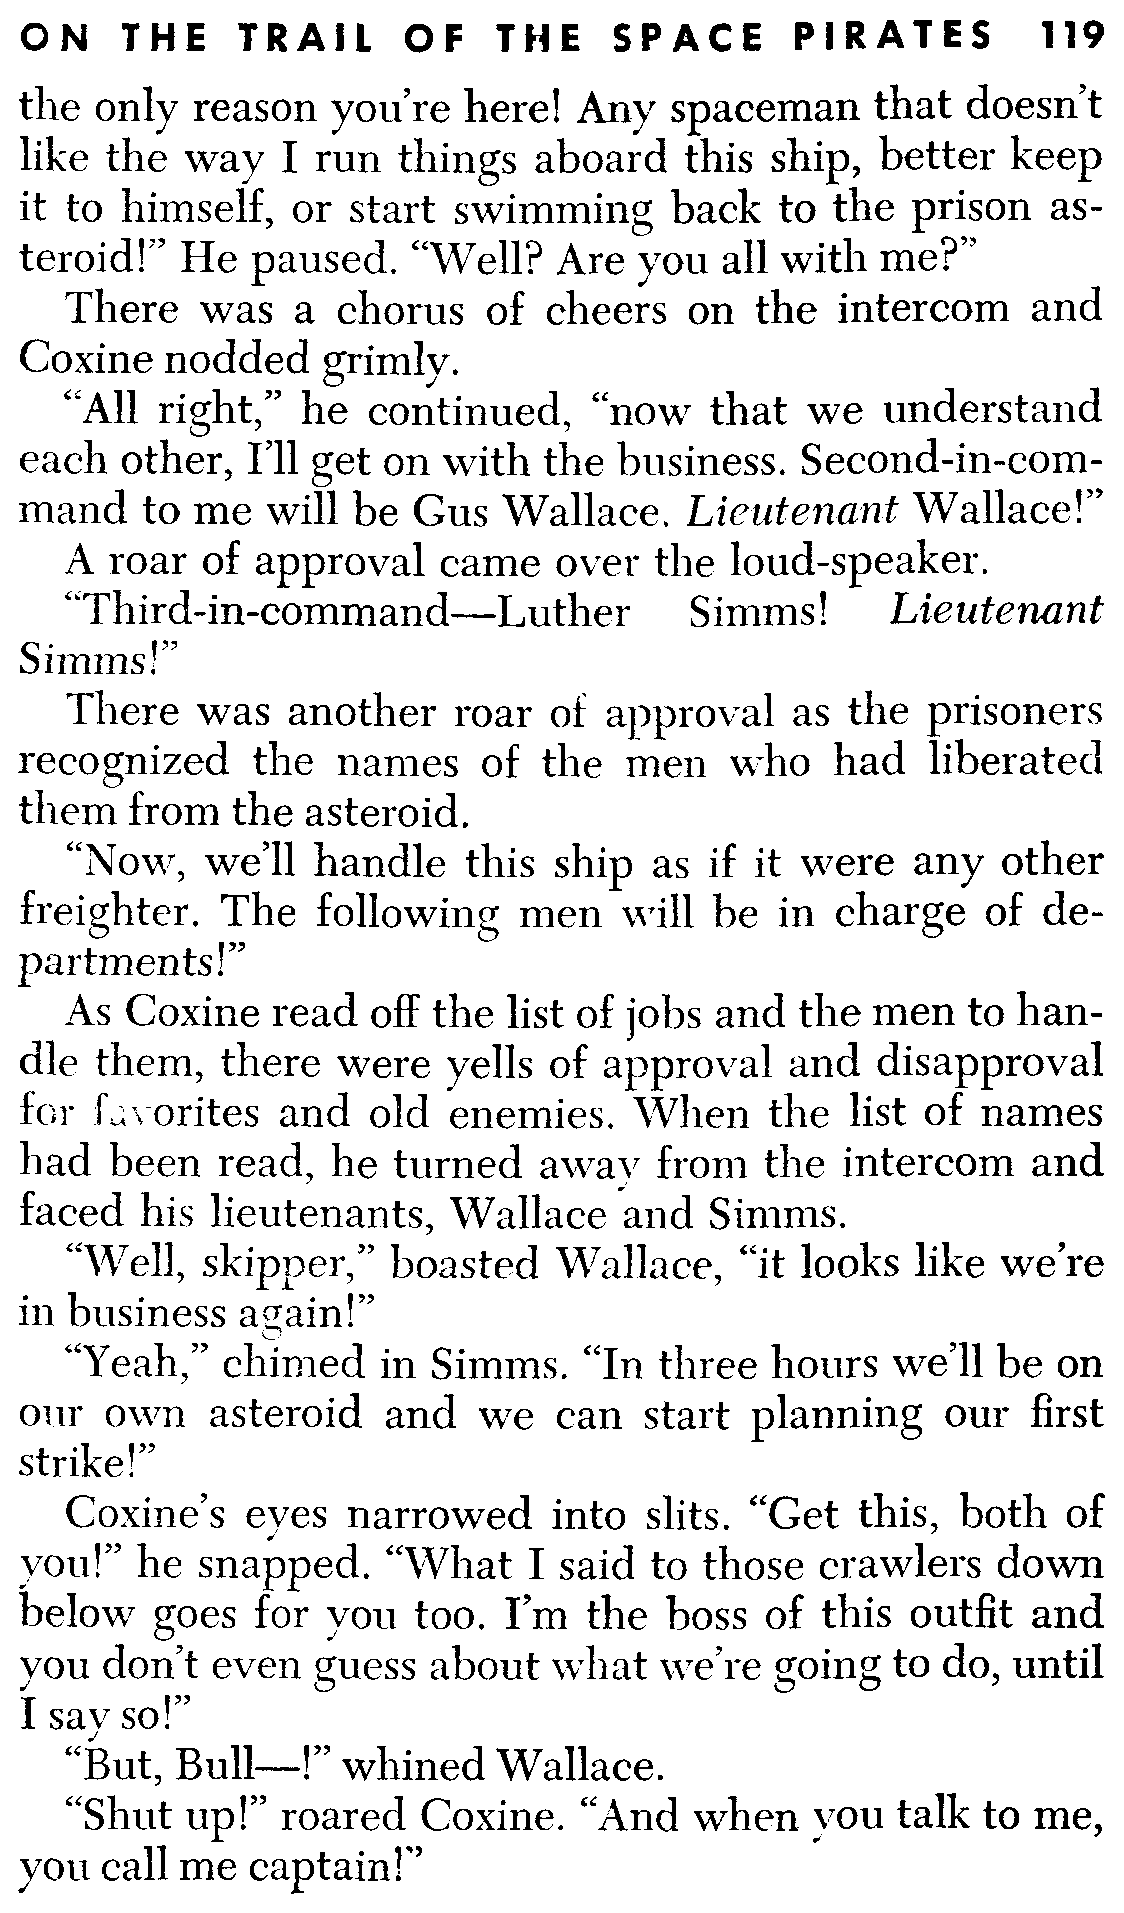 ON THE TRAIL OF THE SPACE PIRATES 119
the only reason you're here! Any spaceman that doesn't
like the way I run things aboard this ship, better keep
it to himself, or start swimming back to the prison as-
teroid!” He paused. “Well? Are you all with me?”
There was a chorus of cheers on the intercom and
Coxine nodded grimly.
“All right,” he continued, “now that we understand
each other, I'll get on with the business. Second-in-com-
mand to me will be Gus Wallace. Lieutenant Wallace!”
A roar of approval came over the loud-speaker.
“Third-in-command—Luther Simms! Lieutenant
Simms!”
There was another roar of approval as the prisoners
recognized the names of the men who had liberated
them from the asteroid.
“Now, we'll handle this ship as if it were any other
freighter. The following men will be in charge of de-
partments!”
As Coxine read off the list of jobs and the men to han-
dle them, there were yells of approval and disapproval
for favorites and old enemies. When the list of names
had been read, he turned away from the intercom and
faced his lieutenants, Wallace and Simms.
“Well, skipper,” boasted Wallace, “it looks like we're
in business again!”
“Yeah,” chimed in Simms. “In three hours we'll be on
our own asteroid and we can start planning our first
strike!”
Coxine's eyes narrowed into slits. “Get this, both of
you!” he snapped. “What I said to those crawlers down
below goes for you too. I'm the boss of this outfit and
you don't even guess about what we're going to do, until
I say so!”
“But, Bull—!” whined Wallace.
“Shut up!” roared Coxine. “And when you talk to me,
you call me captain!”